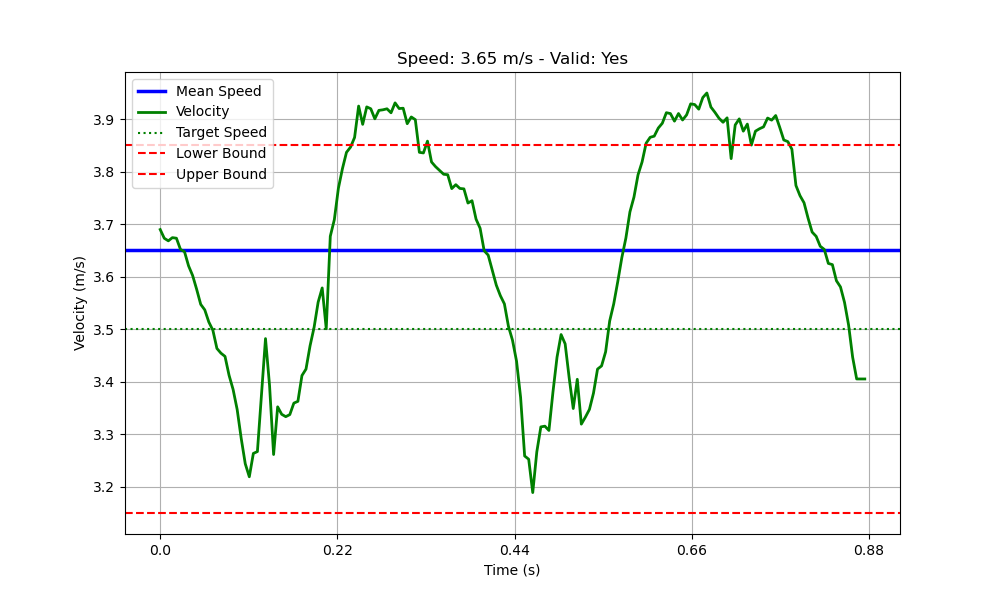 Speed: 3.65 m/s - Valid: Yes
Mean Speed
Velocity
Target Speed
Lower Bound
Upper Bound
3.9
3.8
3.7
3.6
3.5
3.4
3.3
3.2
Velocity (m/s)
0.0 0.22 0.44 0.66 0.88
Time (s)